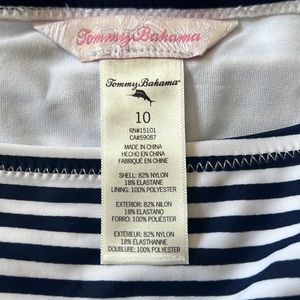 Tommy Bahama
Tommy Bahama®
10
RN#15101
CA#59087
MADE IN CHINA
HECHO EN CHINA
FABRIQUÉ EN CHINE
SHELL: 82% NYLON
18% ELASTANE
LINING: 100% POLYESTER
EXTERIOR: 82% NILON
18% ELASTANO
FORRO: 100% POLIÉSTER
EXTÉRIEUR: 82% NYLON
18% ÉLASTHANNE
DOUBLURE: 100% POLYESTER